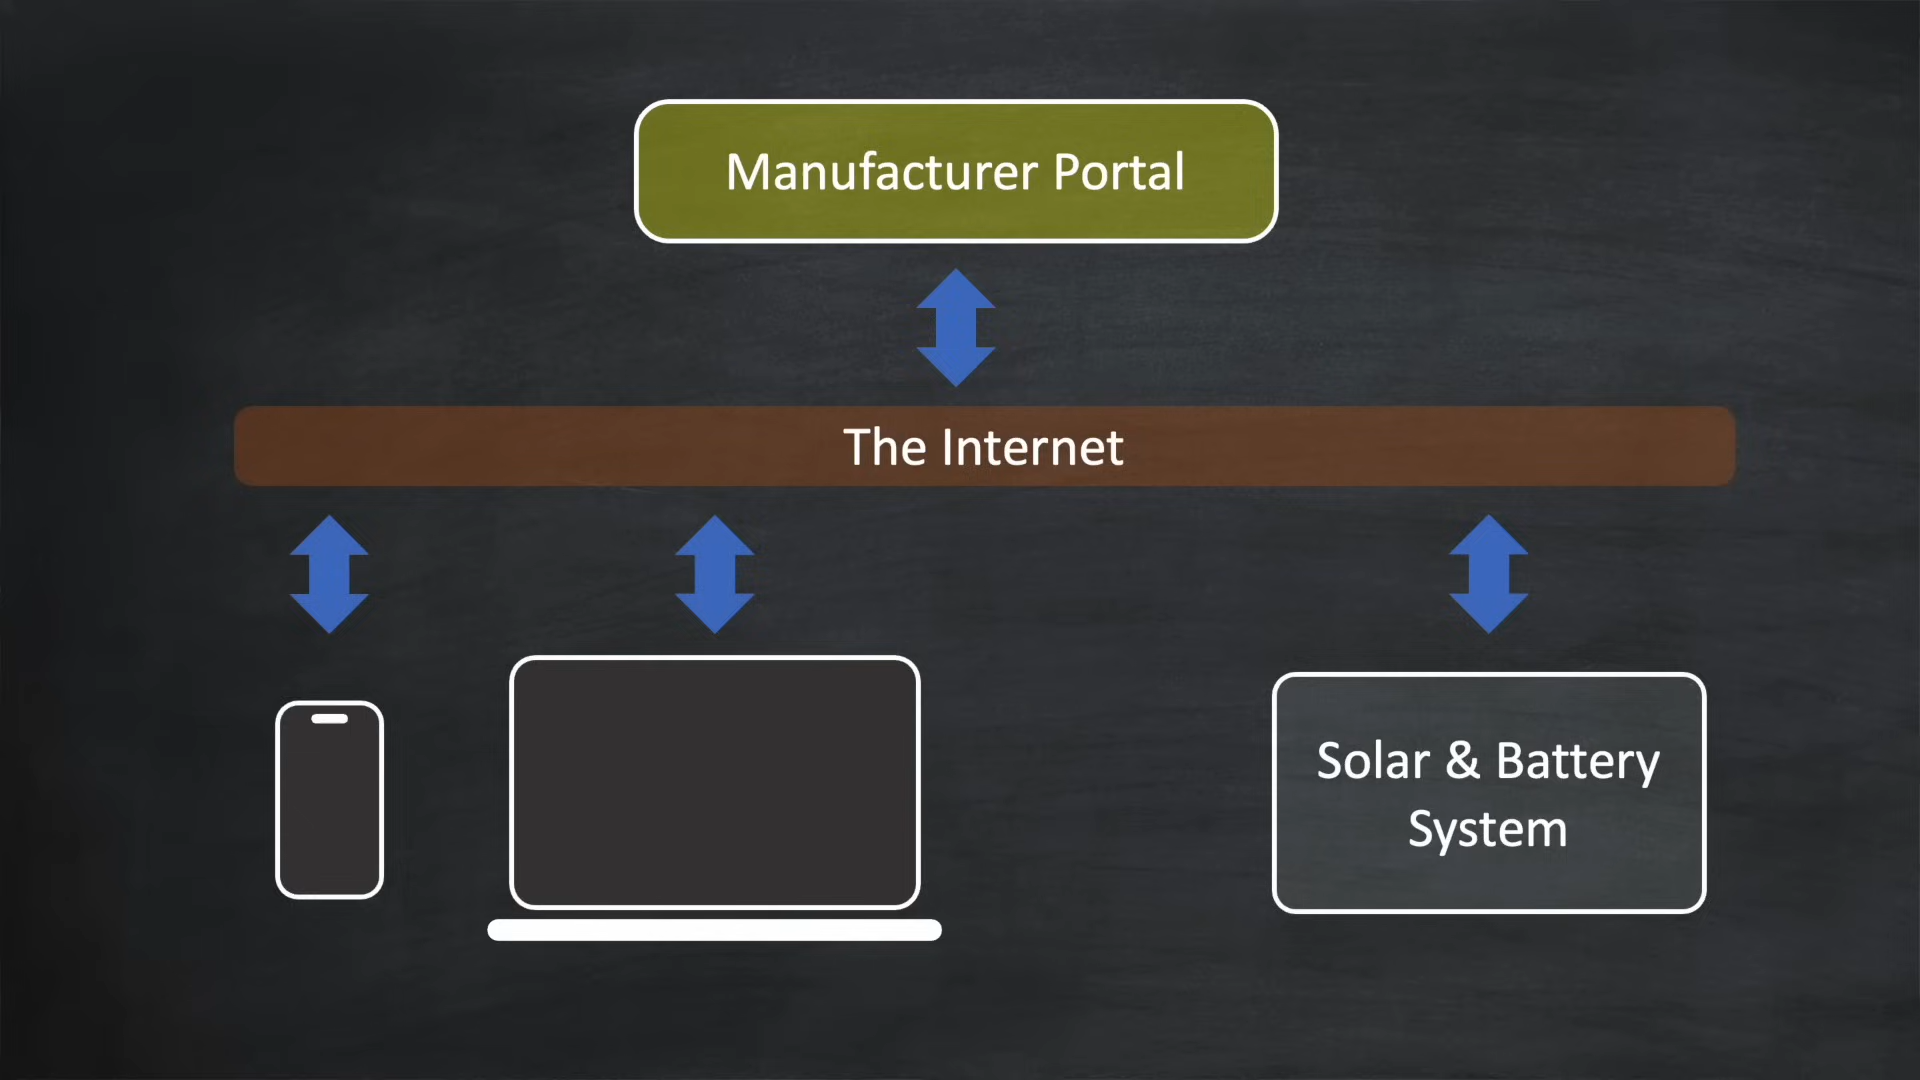 Manufacturer Portal
The Internet
Solar & Battery
System